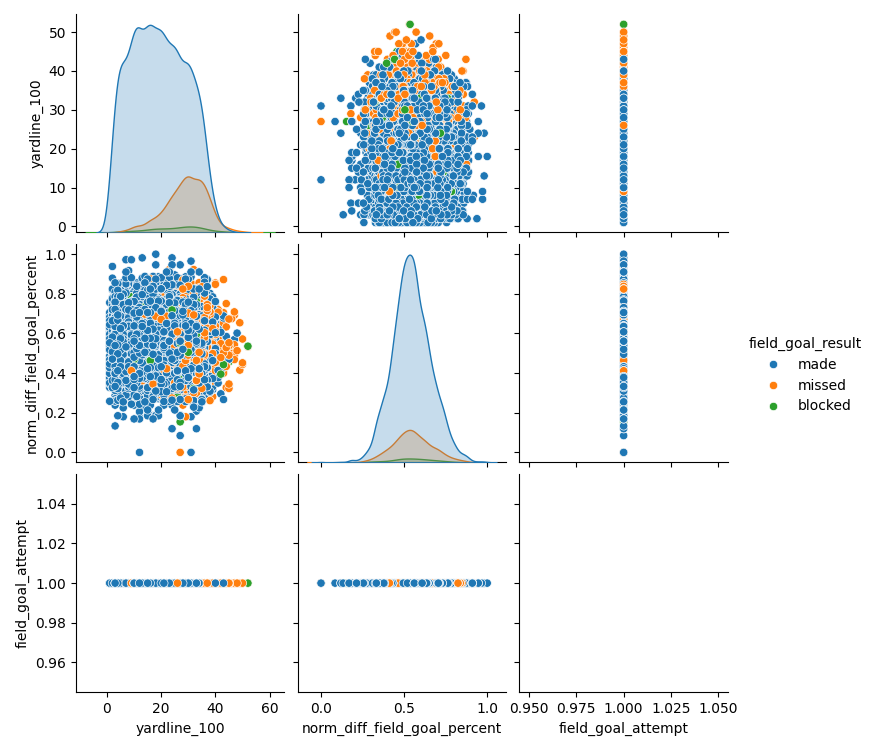 50
40
30
20
10
0
yardline_100
1.0
0.8
0.6
0.4
0.2
0.0
norm_diff_field_goal_percent
field_goal_result
made
missed
blocked
1.04
1.02
1.00
0.98
0.96
field_goal_attempt
0 20 40 60 0.0 0.5 1.0 0.950 0.975 1.000 1.025 1.050
yardline_100 norm_diff_field_goal_percent field_goal_attempt